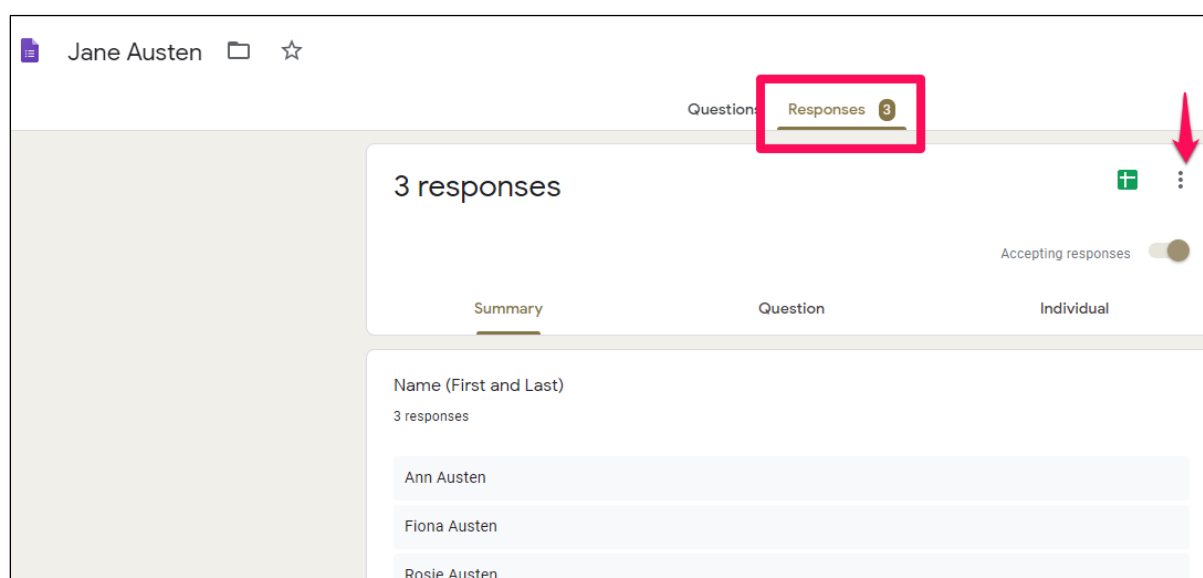 Jane Austen
Questions Responses 3
3 responses
Accepting responses
Summary Question Individual
Name (First and Last)
3 responses
Ann Austen
Fiona Austen
Rosie Austen